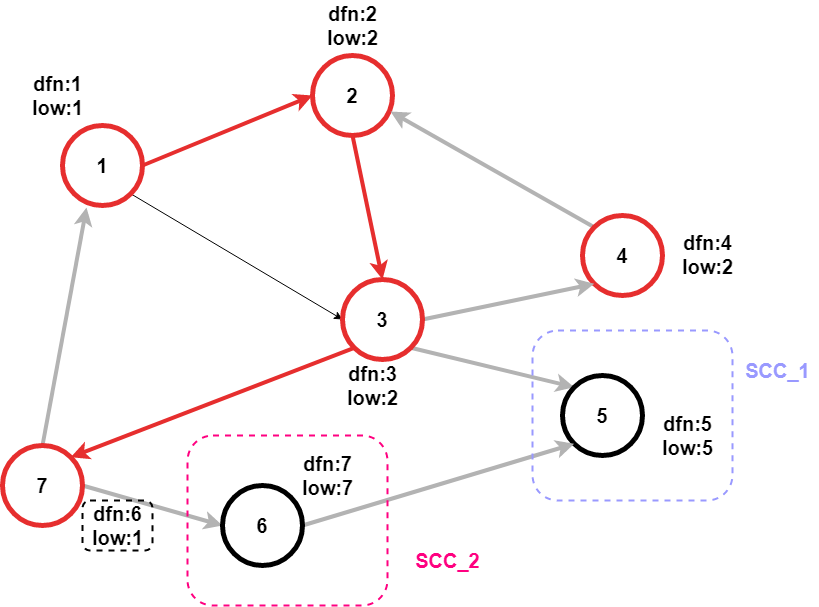 dfn:2
low:2
2
dfn:1
low:1
1
4
dfn:4
low:2
3
dfn:3
low:2
SCC_1
5
dfn:5
low:5
7
dfn:6
low:1
dfn:7
low:7
6
SCC_2